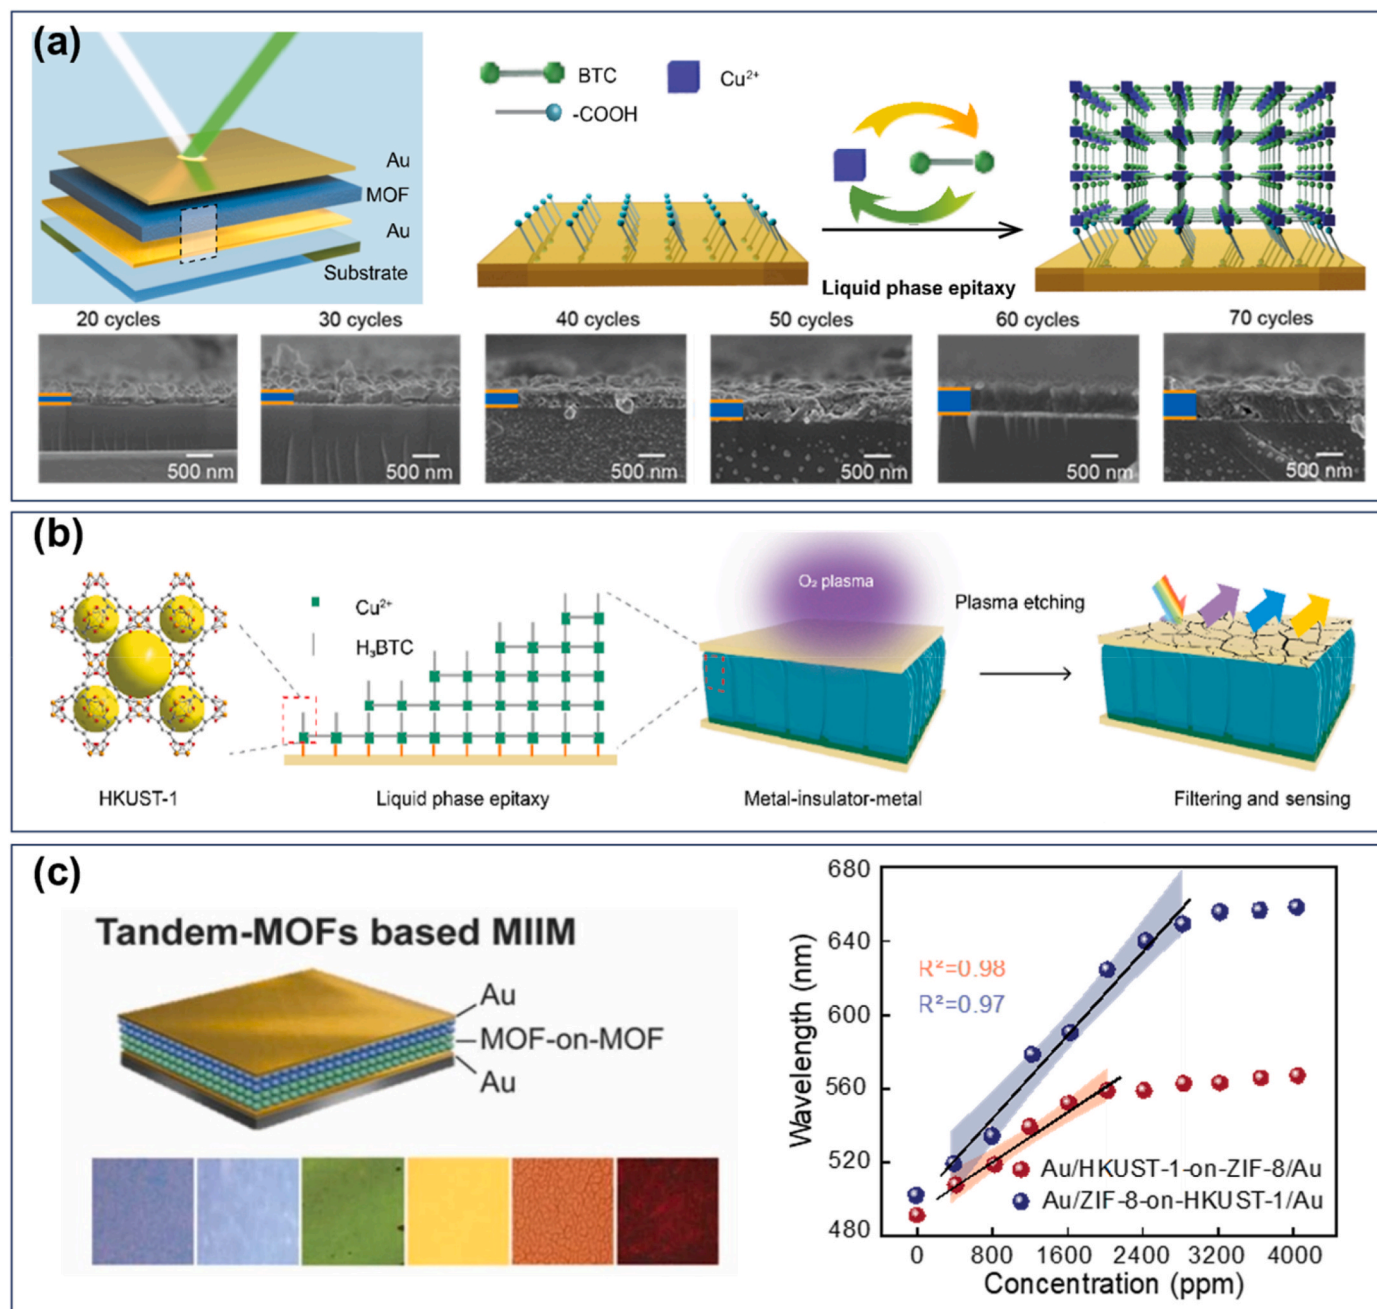 (a)
Au
MOF
Au
Substrate
BTC
Cu²⁺
-COOH
Liquid phase epitaxy
20 cycles
30 cycles
40 cycles
50 cycles
60 cycles
70 cycles
500 nm
500 nm
500 nm
500 nm
500 nm
500 nm
(b)
Cu²⁺
H₃BTC
O₂ plasma
Plasma etching
HKUST-1
Liquid phase epitaxy
Metal-insulator-metal
Filtering and sensing
(c)
Tandem-MOFs based MIIM
Au
MOF-on-MOF
Au
680
640
600
560
520
480
Wavelength (nm)
R²=0.98
R²=0.97
Au/HKUST-1-on-ZIF-8/Au
Au/ZIF-8-on-HKUST-1/Au
0 800 1600 2400 3200 4000
Concentration (ppm)